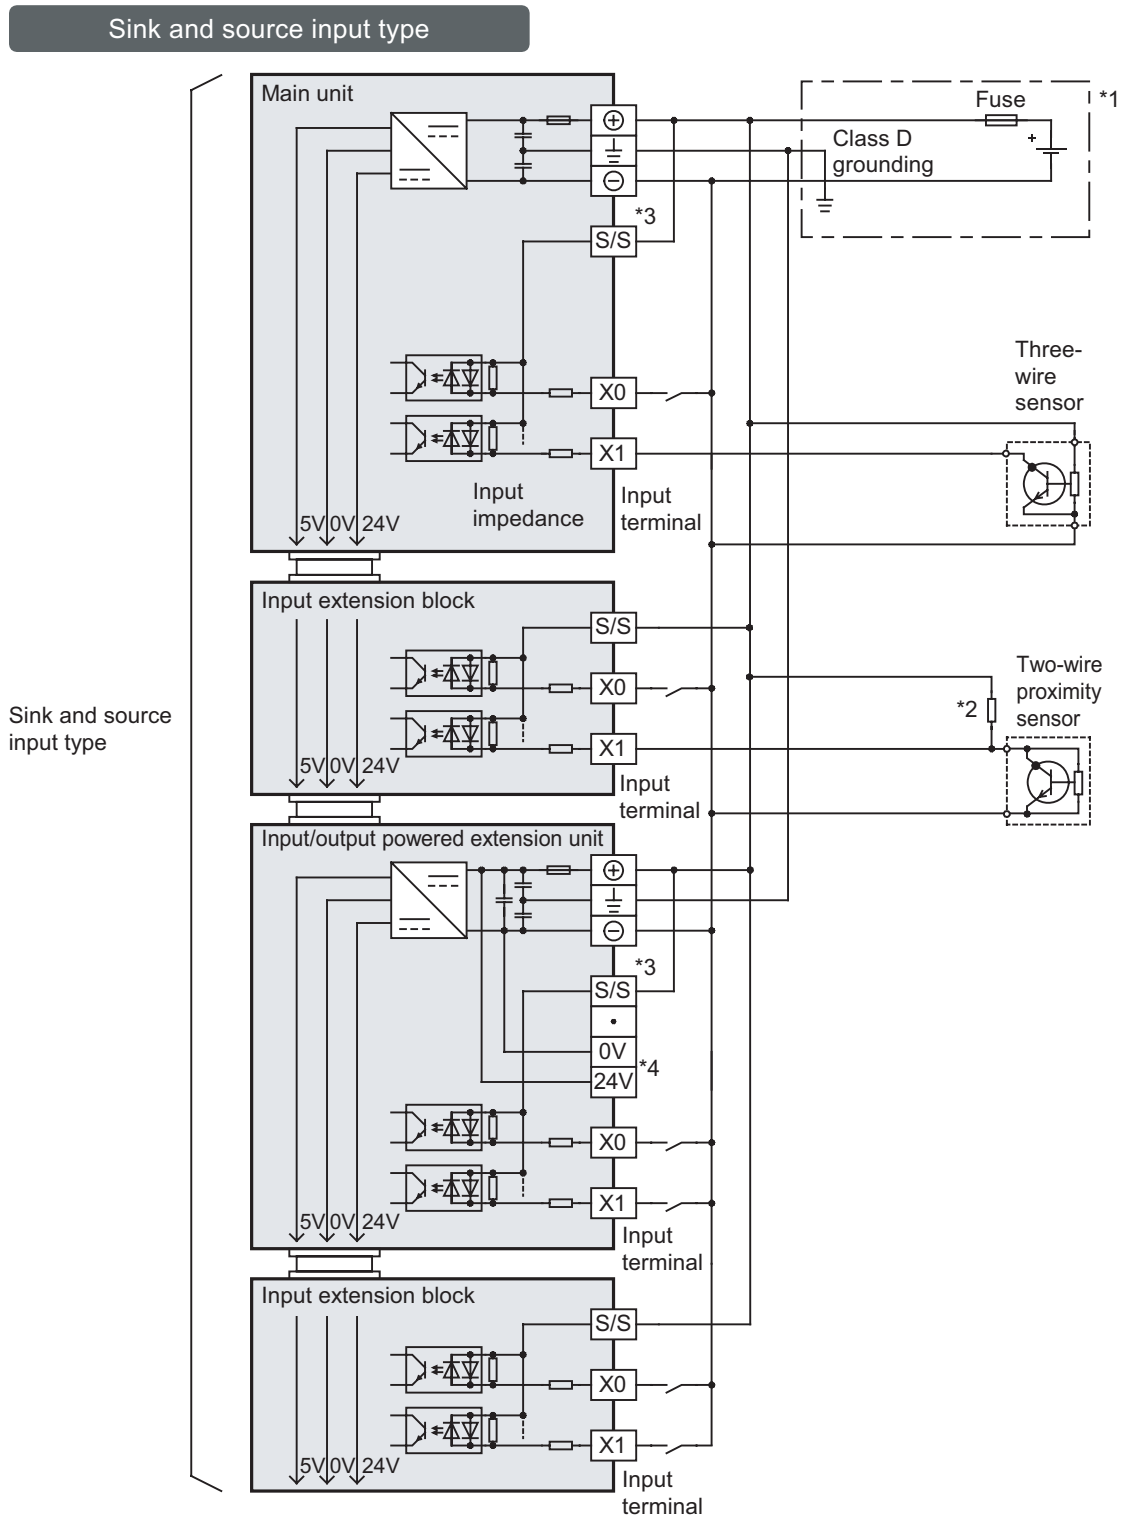 Sink and source input type
Main unit
Fuse
*1
Class D
grounding
+
*3
S/S
Three-
wire
sensor
X0
X1
Input
impedance
Input
terminal
5V 0V 24V
Input extension block
S/S
X0
X1
Two-wire
proximity
sensor
*2
Sink and source
input type
5V 0V 24V
Input
terminal
Input/output powered extension unit
*3
S/S
0V
24V
*4
X0
X1
5V 0V 24V
Input
terminal
Input extension block
S/S
X0
X1
5V 0V 24V
Input
terminal